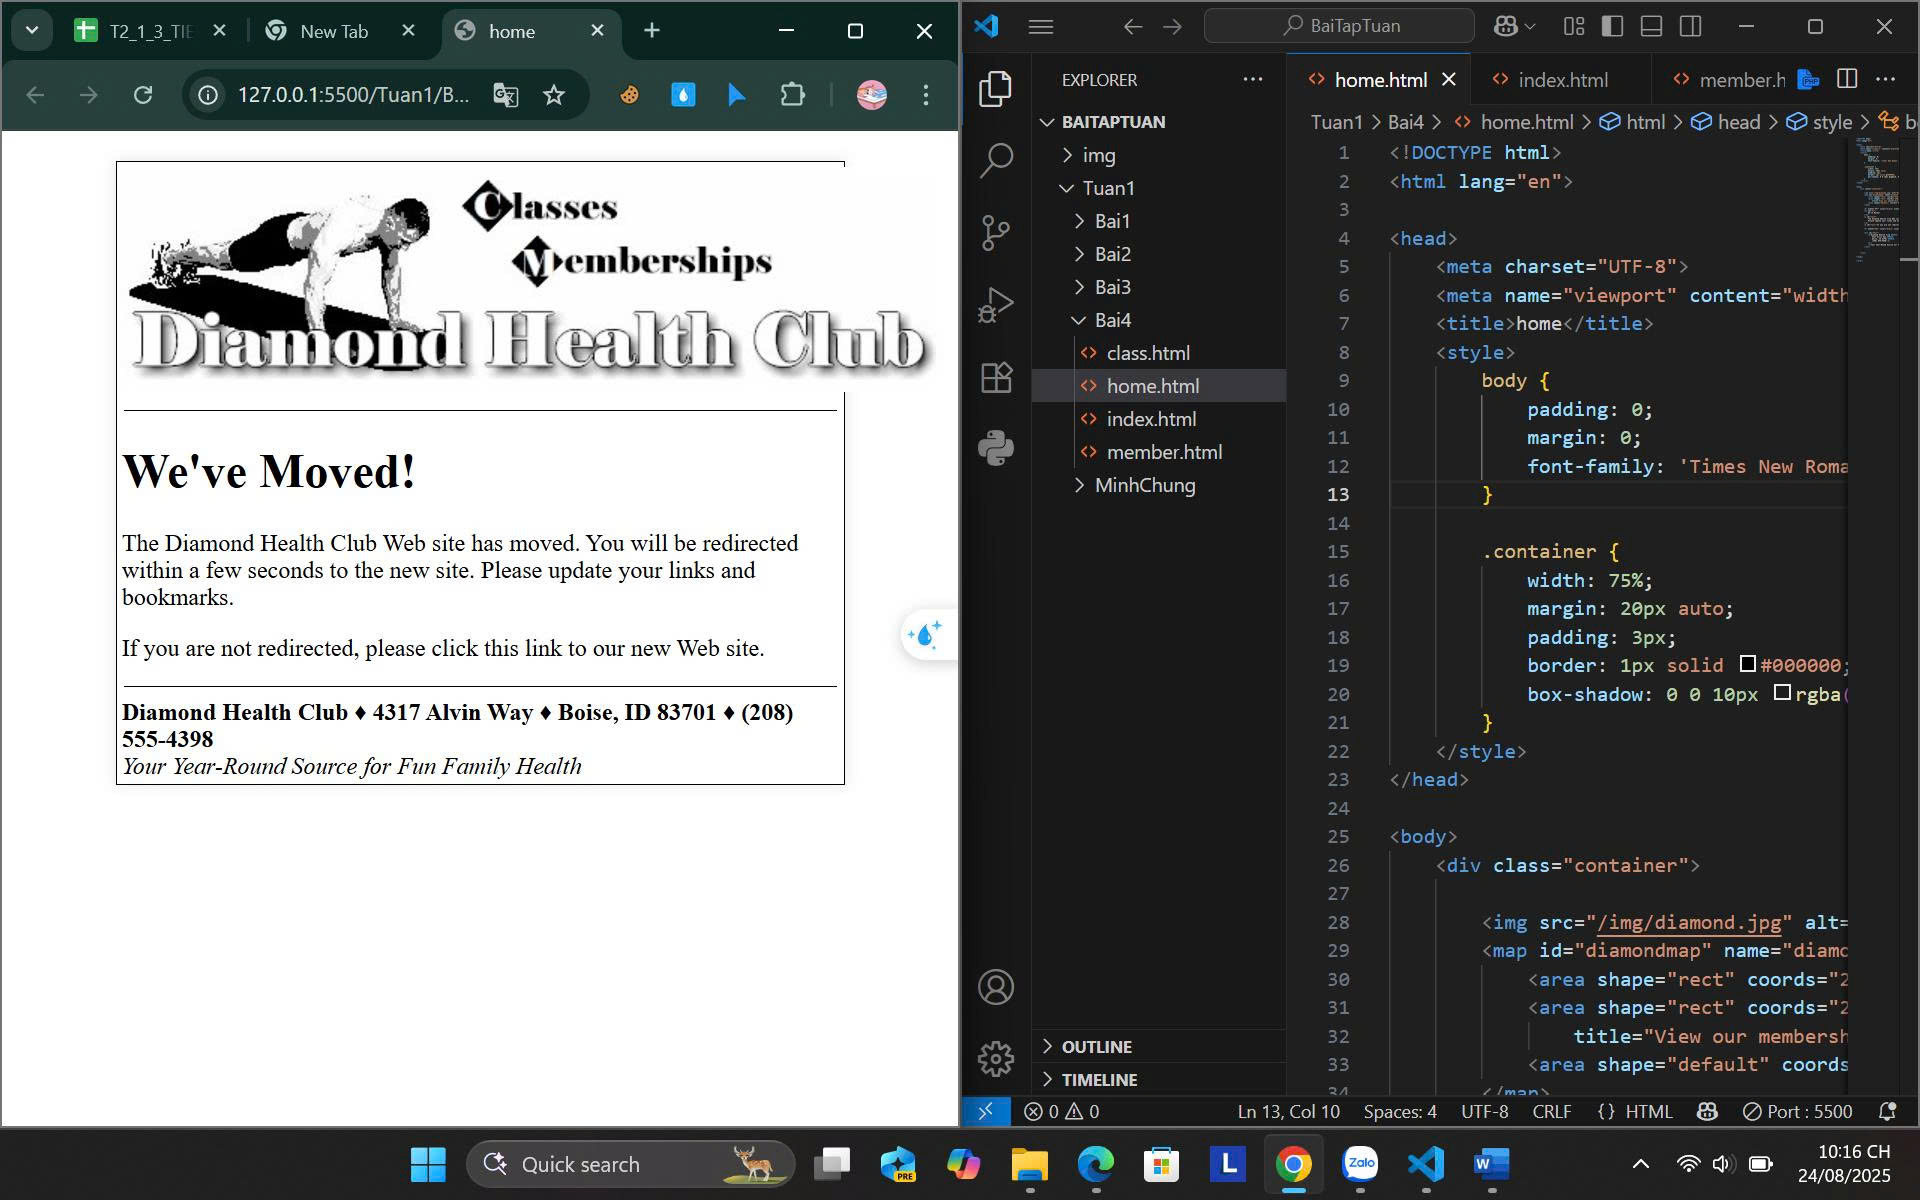 T2_1_3_TIE
New Tab
home
127.0.0.1:5500/Tuan1/B...
Classes
Memberships
Diamond Health Club
We've Moved!
The Diamond Health Club Web site has moved. You will be redirected
within a few seconds to the new site. Please update your links and
bookmarks.
If you are not redirected, please click this link to our new Web site.
Diamond Health Club ♦ 4317 Alvin Way ♦ Boise, ID 83701 ♦ (208)
555-4398
Your Year-Round Source for Fun Family Health
BaiTapTuan
EXPLORER
BAITAPTUAN
img
Tuan1
Bai1
Bai2
Bai3
Bai4
class.html
home.html
index.html
member.html
MinhChung
OUTLINE
TIMELINE
home.html
index.html
member.h
Tuan1 > Bai4 > home.html > html > head > style > b
1 <!DOCTYPE html>
2 <html lang="en">
3
4 <head>
5 <meta charset="UTF-8">
6 <meta name="viewport" content="width
7 <title>home</title>
8 <style>
9 body {
10 padding: 0;
11 margin: 0;
12 font-family: 'Times New Roma
13 }
14
15 .container {
16 width: 75%;
17 margin: 20px auto;
18 padding: 3px;
19 border: 1px solid #000000;
20 box-shadow: 0 0 10px rgba(
21 }
22 </style>
23 </head>
24
25 <body>
26 <div class="container">
27
28 <img src="/img/diamond.jpg" alt=
29 <map id="diamondmap" name="diamo
30 <area shape="rect" coords="2
31 <area shape="rect" coords="2
32 title="View our membersh
33 <area shape="default" coords
34 </map>
0 0
Ln 13, Col 10
Spaces: 4
UTF-8
CRLF
{} HTML
Port : 5500
Quick search
PRE
L
Zalo
W
10:16 CH
24/08/2025